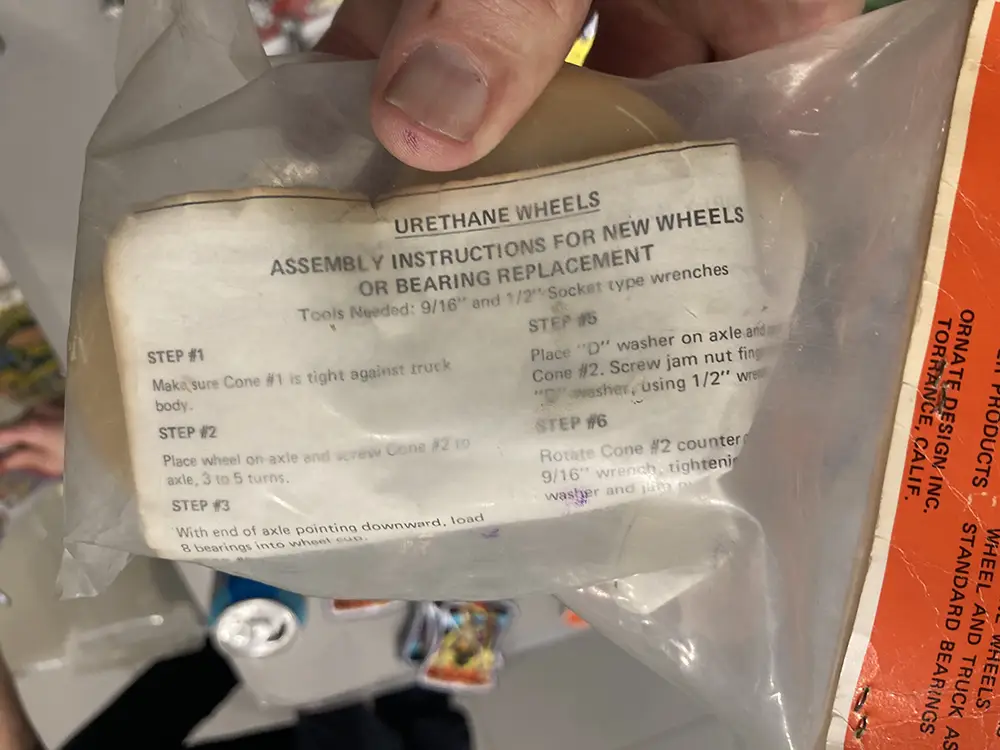 URETHANE WHEELS
ASSEMBLY INSTRUCTIONS FOR NEW WHEELS
OR BEARING REPLACEMENT
Tools Needed: 9/16" and 1/2" Socket type wrenches
STEP #1
Make sure Cone #1 is tight against truck
body.
STEP #2
Place wheel on axle and screw Cone #2 to
axle, 3 to 5 turns.
STEP #3
With end of axle pointing downward, load
8 bearings into wheel cup.
STEP #5
Place "D" washer on axle and
Cone #2. Screw jam nut
"D" washer, using 1/2"
STEP #6
Rotate Cone #2 counter
9/16" wrench,
washer and jam
ORNATE DESIGN INC.
TORRANCE, CALIF.
PRODUCTS
WHEELS
WHEEL AND TRUCK
STANDARD BEARINGS